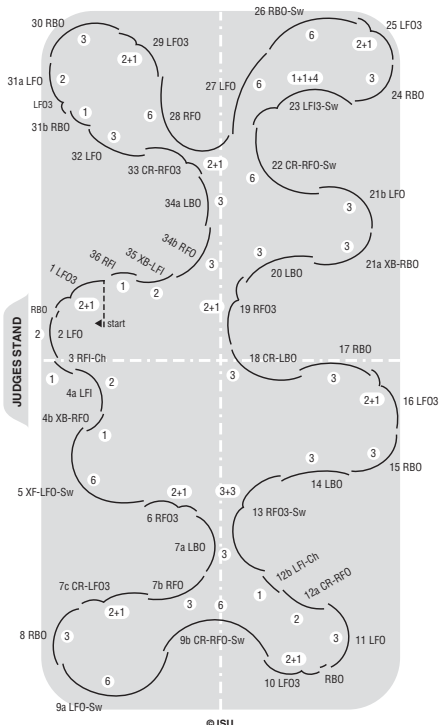 26 RBO-Sw
30 RBO
25 LFO3
3
6
29 LFO3
2+1
2+1
31a LFO
2
27 LFO
6
1+1+4
3
LFO3
23 LFI3-Sw
24 RBO
1
6
28 RFO
31b RBO
3
22 CR-RFO-Sw
32 LFO
33 CR-RFO3
2+1
6
21b LFO
34a LBO
3
3
34b RFO
36 RFI
35 XB-LFI
3
3
3
1 LFO3
20 LBO
21a XB-RBO
1
2
RBO
2+1
2+1
19 RFO3
start
2
2 LFO
JUDGES STAND
3 RFI-Ch
18 CR-LBO
17 RBO
1
2
3
3
4a LFI
2+1
16 LFO3
4b XB-RFO
1
3
3
15 RBO
6
14 LBO
5 XF-LFO-Sw
2+1
3+3
13 RFO3-Sw
6 RFO3
7a LBO
3
12b LFI-Ch
7c CR-LFO3
7b RFO
12a CR-RFO
1
2+1
3
6
2
8 RBO
3
9b CR-RFO-Sw
3
11 LFO
2+1
6
10 LFO3
RBO
9a LFO-Sw
© ISU